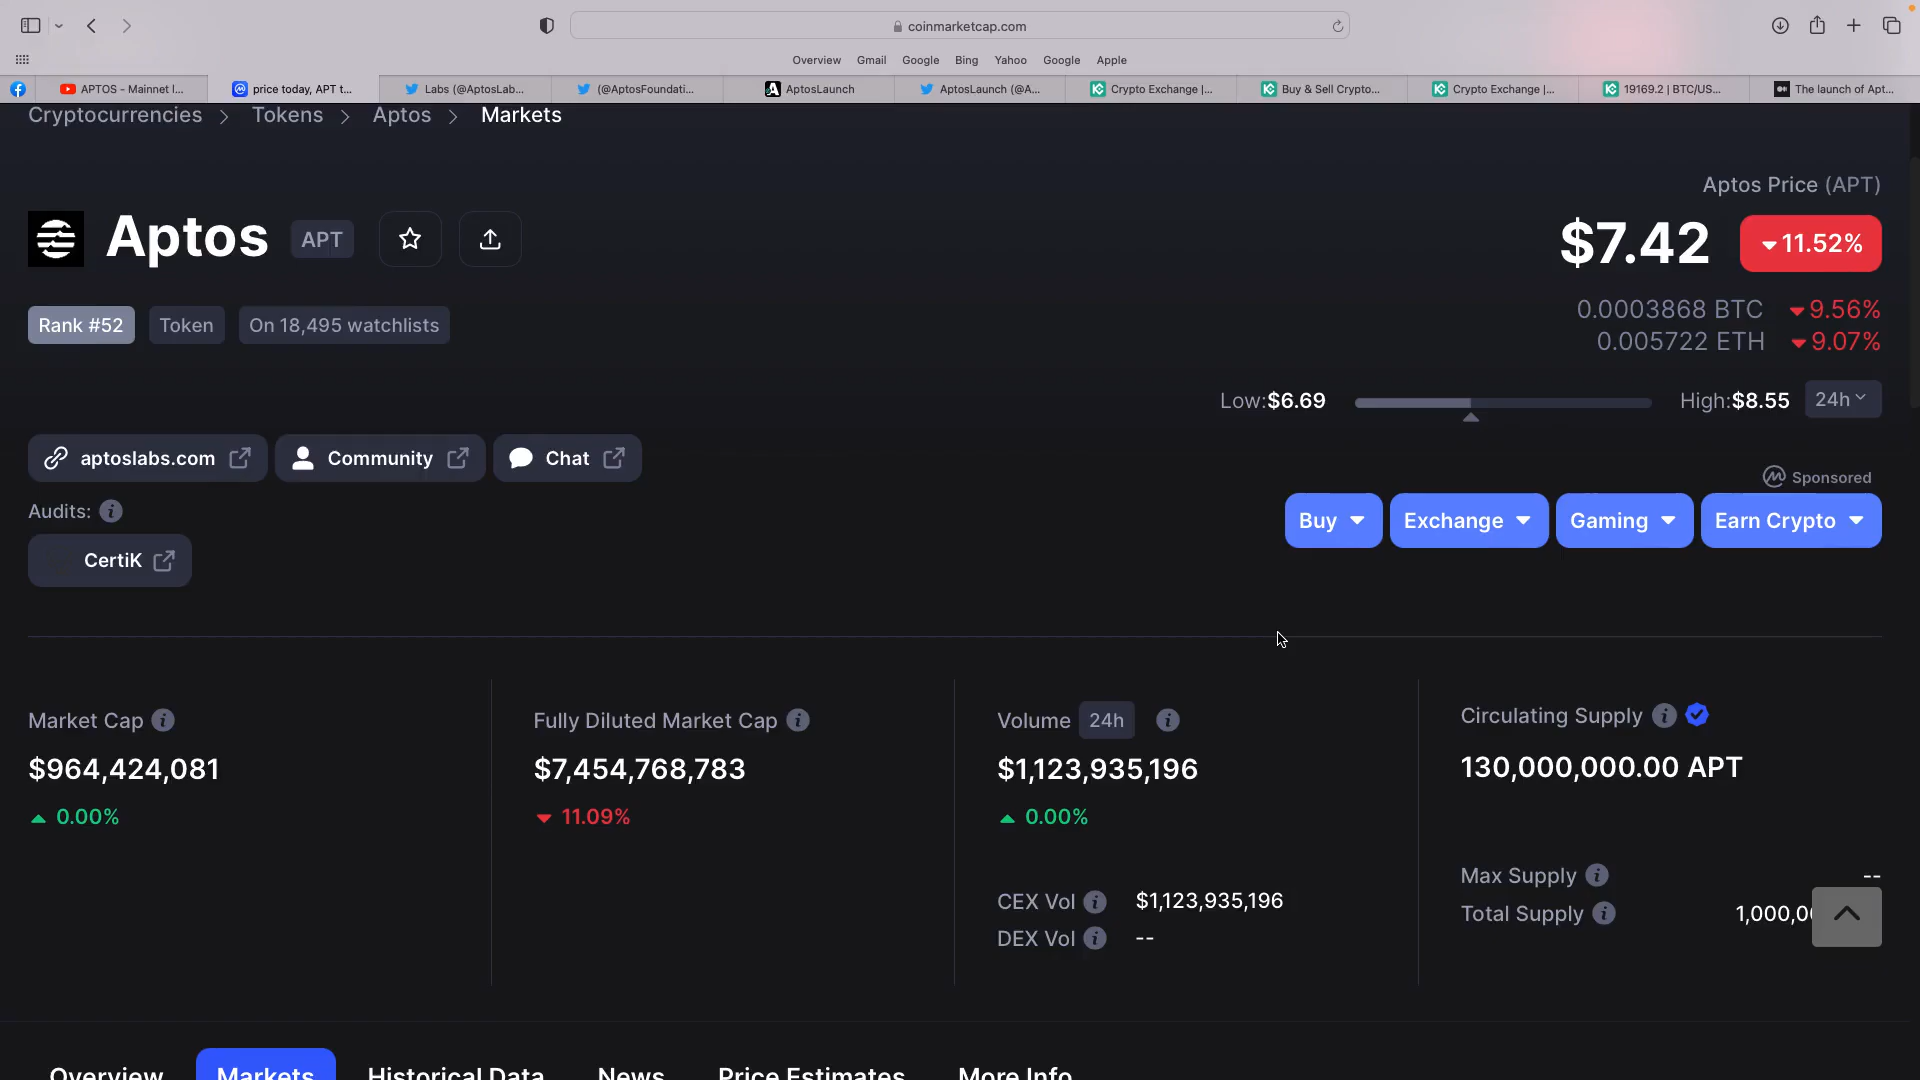 coinmarketcap.com
Overview Gmail Google Bing Yahoo Google Apple
APTOS - Mainnet l... price today, APT t... Labs (@AptosLab... (@AptosFoundati... AptosLaunch AptosLaunch (@A... Crypto Exchange |... Buy & Sell Crypto... Crypto Exchange |... 19169.2 | BTC/US... The launch of Apt...
Cryptocurrencies > Tokens > Aptos > Markets
Aptos Price (APT)
Aptos APT
$7.42 11.52%
Rank #52 Token On 18,495 watchlists
0.0003868 BTC 9.56%
0.005722 ETH 9.07%
Low:$6.69 High:$8.55 24h
aptoslabs.com Community Chat
Sponsored
Audits:
Buy Exchange Gaming Earn Crypto
CertiK
Market Cap
$964,424,081
0.00%
Fully Diluted Market Cap
$7,454,768,783
11.09%
Volume 24h
$1,123,935,196
0.00%
CEX Vol $1,123,935,196
DEX Vol --
Circulating Supply
130,000,000.00 APT
Max Supply --
Total Supply 1,000,0
Overview Markets Historical Data News Price Estimates More Info